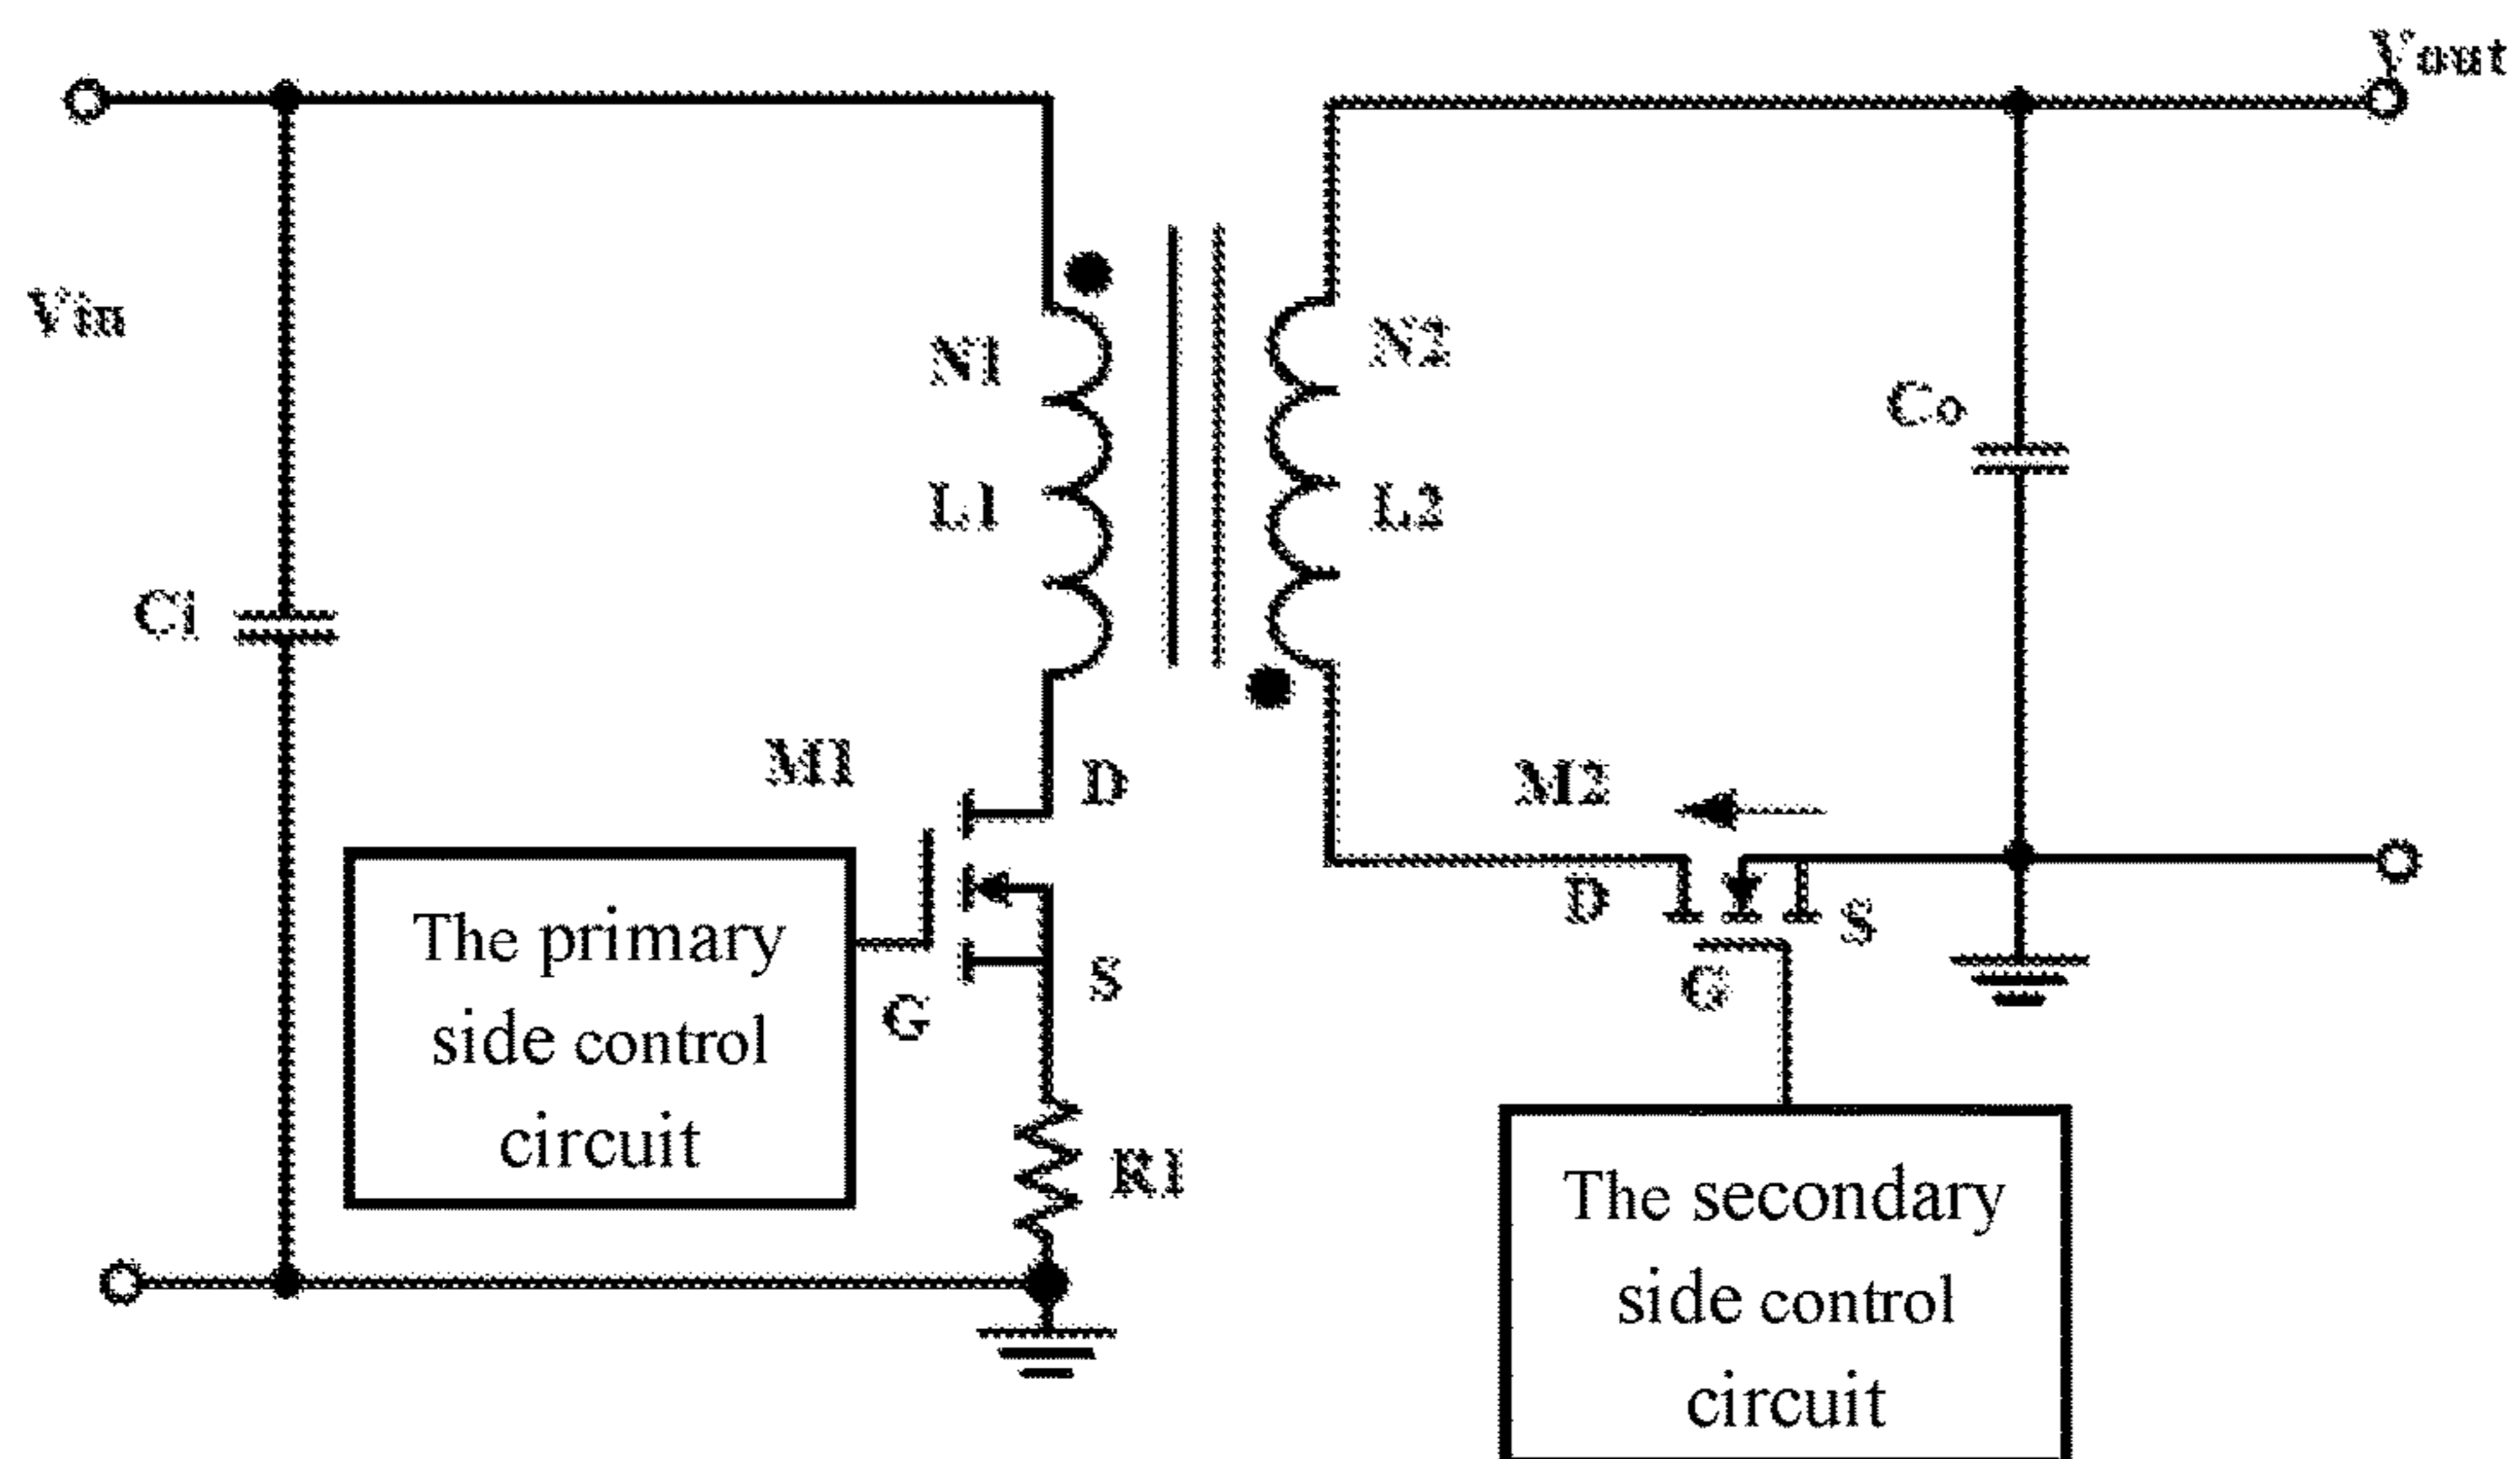 Vout
Vin
N1
N2
Co
L1
L2
Ci
M1
D
M2
D
S
The primary
side control
circuit
S
G
G
R1
The secondary
side control
circuit